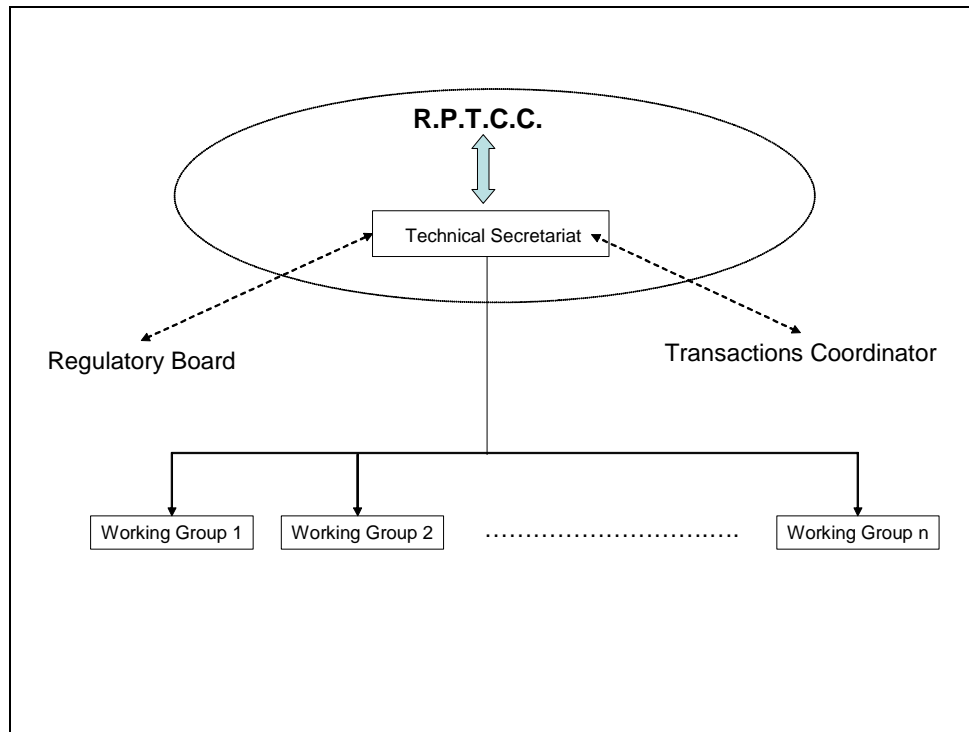 R.P.T.C.C.
Technical Secretariat
Regulatory Board
Transactions Coordinator
Working Group 1
Working Group 2
...............................
Working Group n